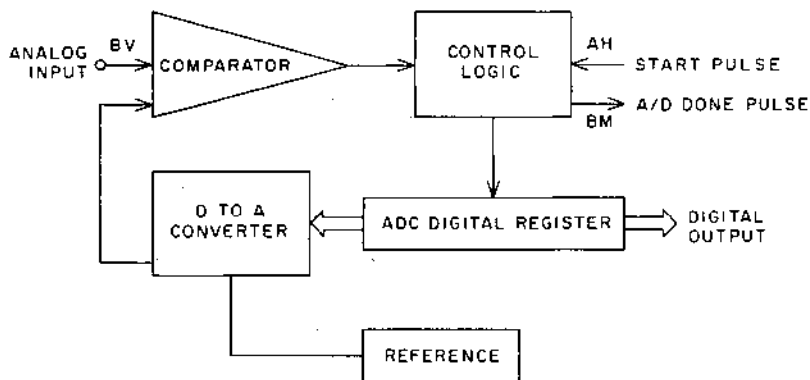 ANALOG
INPUT
BV
COMPARATOR
CONTROL
LOGIC
AH
START PULSE
A/D DONE PULSE
BM
D TO A
CONVERTER
ADC DIGITAL REGISTER
DIGITAL
OUTPUT
REFERENCE